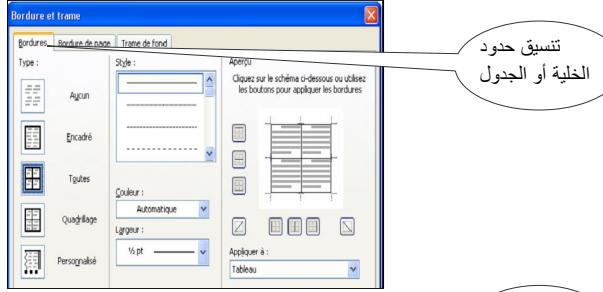 Bordure et trame
Bordures
Bordure de page
Trame de fond
Type :
Aucun
Encadré
Toutes
Quadrillage
Personnalisé
Style :
Couleur :
Automatique
Largeur :
½ pt
Aperçu
Cliquez sur le schéma ci-dessous ou utilisez
les boutons pour appliquer les bordures
Appliquer à :
Tableau
تنسيق حدود
الخلية أو الجدول